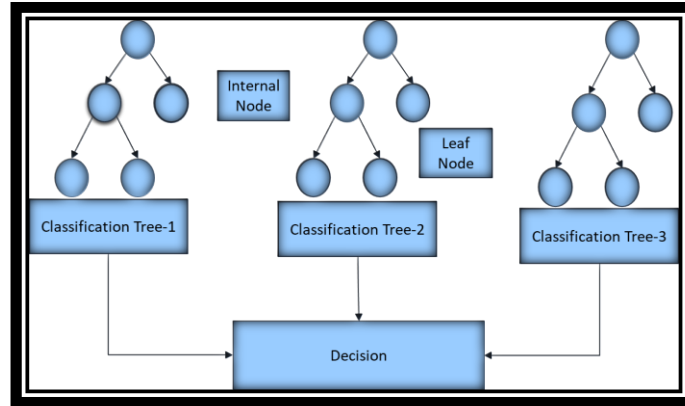 Internal
Node
Leaf
Node
Classification Tree-1
Classification Tree-2
Classification Tree-3
Decision